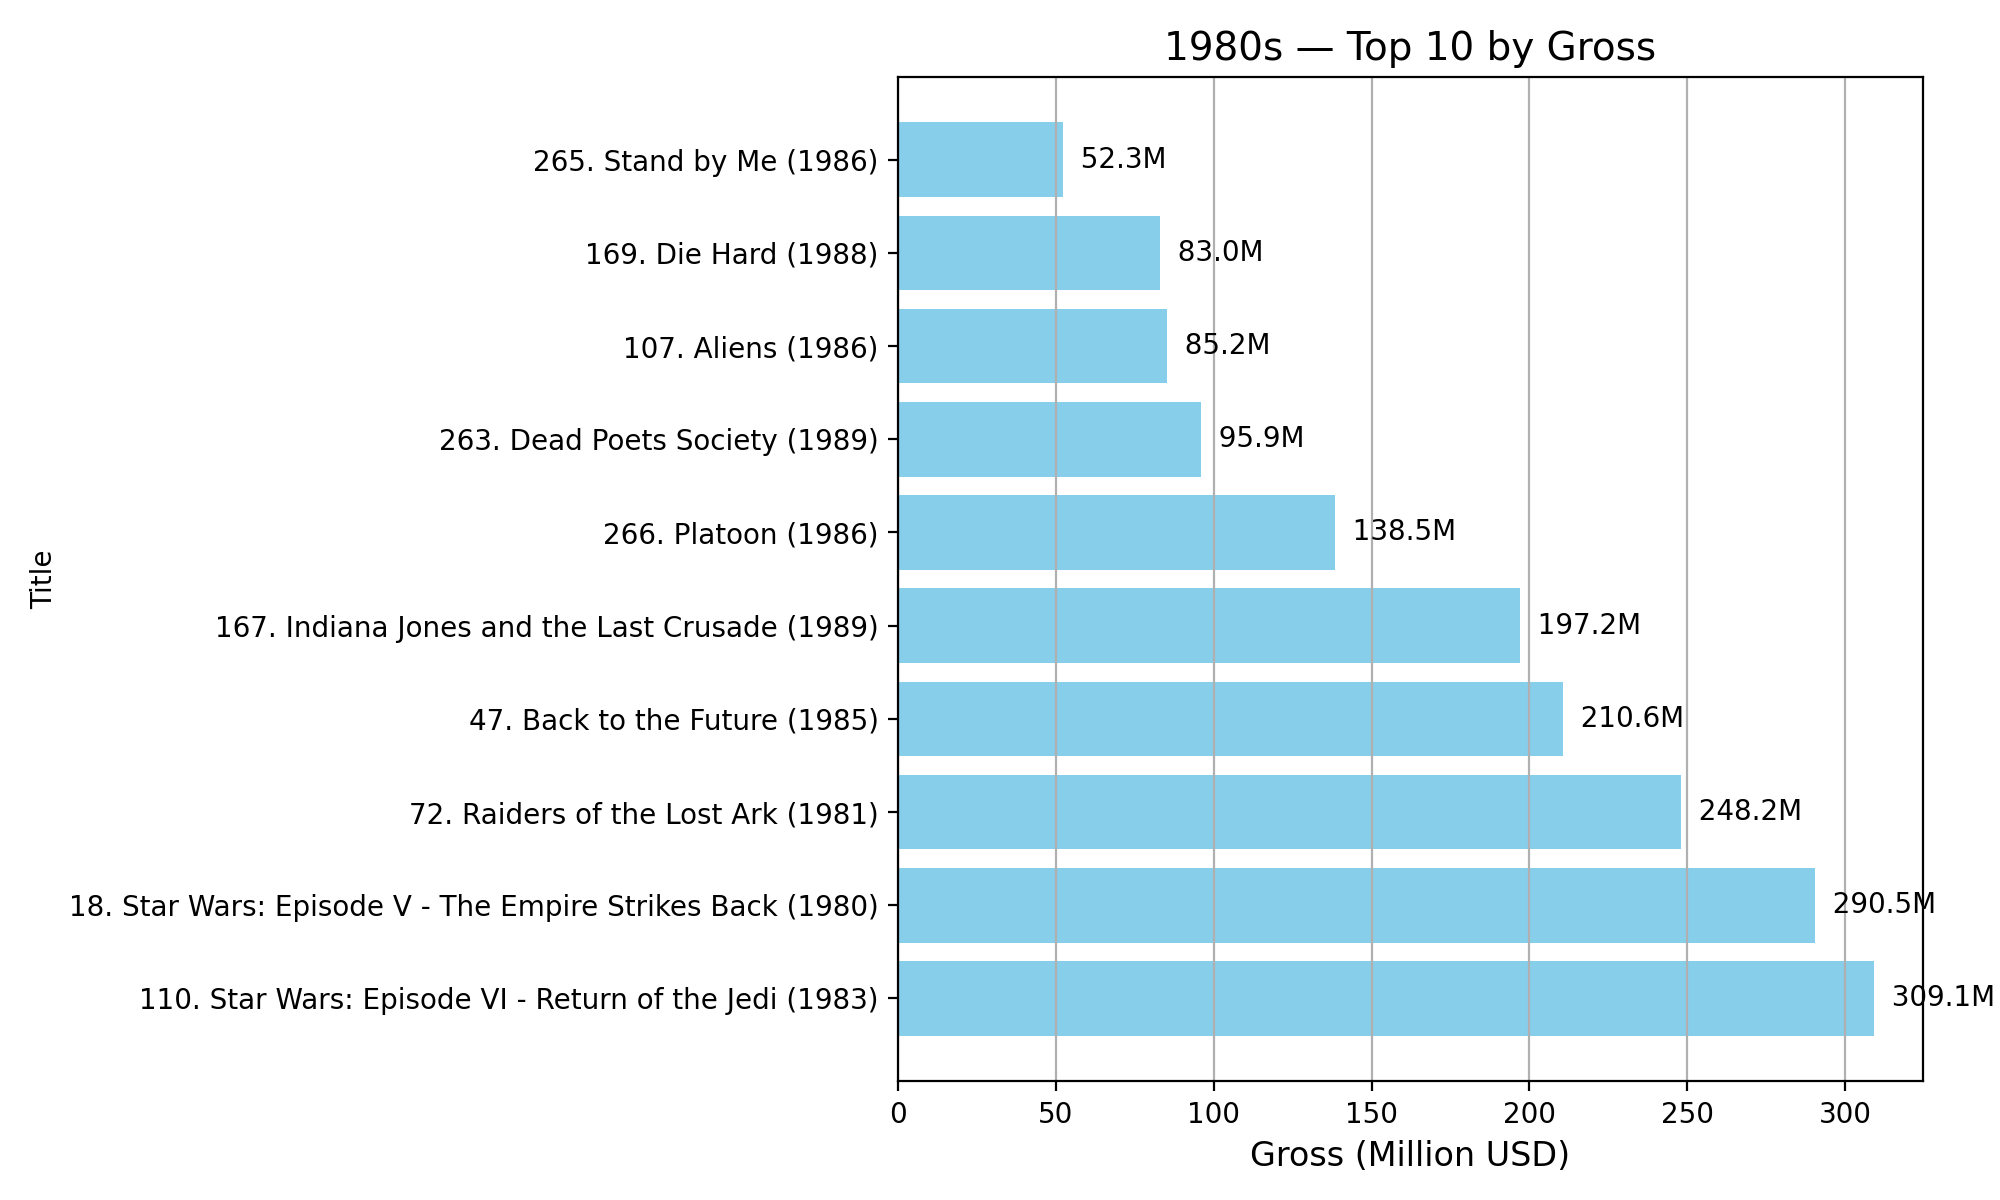 1980s — Top 10 by Gross
265. Stand by Me (1986) 52.3M
169. Die Hard (1988) 83.0M
107. Aliens (1986) 85.2M
263. Dead Poets Society (1989) 95.9M
266. Platoon (1986) 138.5M
Title
167. Indiana Jones and the Last Crusade (1989) 197.2M
47. Back to the Future (1985) 210.6M
72. Raiders of the Lost Ark (1981) 248.2M
18. Star Wars: Episode V - The Empire Strikes Back (1980) 290.5M
110. Star Wars: Episode VI - Return of the Jedi (1983) 309.1M
0 50 100 150 200 250 300
Gross (Million USD)